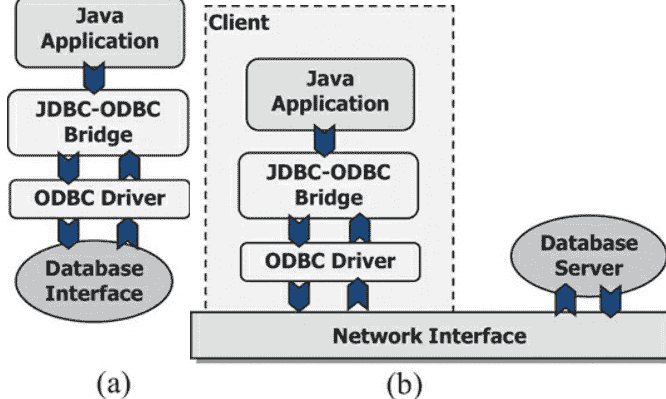 Java
Application
JDBC-ODBC
Bridge
ODBC Driver
Database
Interface
(a)
Client
Java
Application
JDBC-ODBC
Bridge
ODBC Driver
Database
Server
Network Interface
(b)